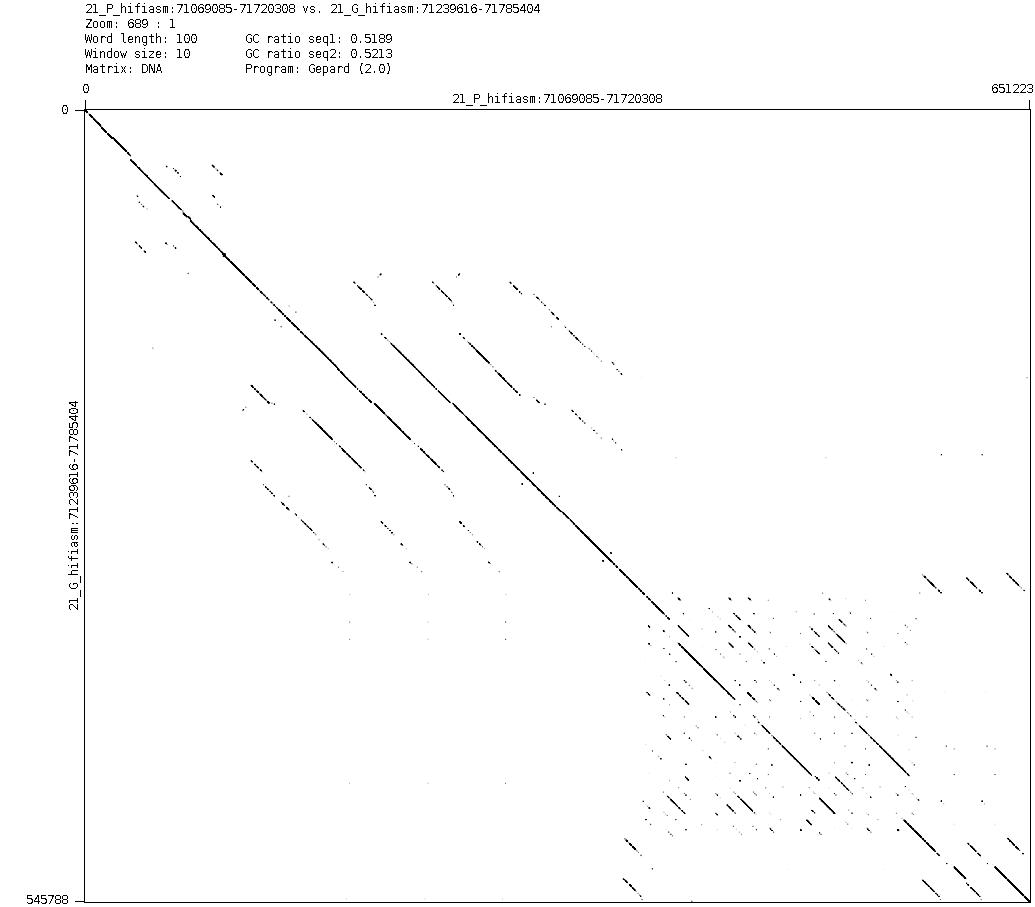 21_P_hifiasm:71069085-71720308 vs. 21_G_hifiasm:71239616-71785404
Zoom: 689 : 1
Word length: 100 GC ratio seq1: 0.5189
Window size: 10 GC ratio seq2: 0.5213
Matrix: DNA Program: Gepard (2.0)
0 651223
21_P_hifiasm:71069085-71720308
0
21_G_hifiasm:71239616-71785404
545788